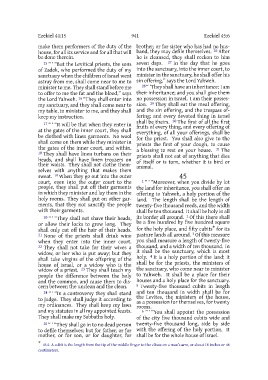 Ezekiel 44:15
941
Ezekiel 45:6
make them performers of the duty of the
house, for all its service and for all that will
be done therein.
15 "'"But the Levitical priests, the sons
of Zadok, who performed the duty of my
sanctuary when the children of Israel went
astray from me, shall come near to me to
minister to me. They shall stand before me
to offer to me the fat and the blood," says
the Lord Yahweh. 16 "They shall enter into
my sanctuary, and they shall come near to
my table, to minister to me, and they shall
keep my instruction.
17 "'"It will be that when they enter in
at the gates of the inner court, they shall
be clothed with linen garments. No wool
shall come on them while they minister in
the gates of the inner court, and within.
18 They shall have linen turbans on their
heads, and shall have linen trousers on
their waists. They shall not clothe them-
selves with anything that makes them
sweat. 19 When they go out into the outer
court, even into the outer court to the
people, they shall put off their garments
in which they minister and lay them in the
holy rooms. They shall put on other gar-
ments, that they not sanctify the people
with their garments.
20 "'"They shall not shave their heads,
or allow their locks to grow long. They
shall only cut off the hair of their heads.
21 None of the priests shall drink wine
when they enter into the inner court.
22 They shall not take for their wives a
widow, or her who is put away; but they
shall take virgins of the offspring of the
house of Israel, or a widow who is the
widow of a priest. 23 They shall teach my
people the difference between the holy
and the common, and cause them to dis-
cern between the unclean and the clean.
24 "'"In a controversy they shall stand
to judge. They shall judge it according to
my ordinances. They shall keep my laws
and my statutes in all my appointed feasts.
They shall make my Sabbaths holy.
25 "'"They shall go in to no dead person
to defile themselves; but for father, or for
mother, or for son, or for daughter, for
brother, or for sister who has had no hus-
band, they may defile themselves. 26 After
he is cleansed, they shall reckon to him
seven days. 27 In the day that he goes
into the sanctuary, into the inner court, to
minister in the sanctuary, he shall offer his
sin offering," says the Lord Yahweh.
28 "'They shall have an inheritance: I am
their inheritance; and you shall give them
no possession in Israel. I am their posses-
sion. 29 They shall eat the meal offering,
and the sin offering, and the trespass of-
fering; and every devoted thing in Israel
shall be theirs. 30 The first of all the first
fruits of every thing, and every offering of
everything, of all your offerings, shall be
for the priest. You shall also give to the
priests the first of your dough, to cause
a blessing to rest on your house. 31 The
priests shall not eat of anything that dies
of itself or is torn, whether it is bird or
animal.
45
1 "'"Moreover, when you divide by lot
the land for inheritance, you shall offer an
offering to Yahweh, a holy portion of the
land. The length shall be the length of
twenty-five thousand reeds, and the width
shall be ten thousand. It shall be holy in all
its border all around. 2 Of this there shall
be a five hundred by five hundred square
for the holy place, and fifty cubits* for its
pasture lands all around. 3 Of this measure
you shall measure a length of twenty-five
thousand, and a width of ten thousand. In
it shall be the sanctuary, which is most
holy. 4 It is a holy portion of the land; it
shall be for the priests, the ministers of
the sanctuary, who come near to minister
to Yahweh. It shall be a place for their
houses and a holy place for the sanctuary.
5 Twenty-five thousand cubits in length
and ten thousand in width shall be for
the Levites, the ministers of the house,
as a possession for themselves, for twenty
rooms.
6 "'"You shall appoint the possession
of the city five thousand cubits wide and
twenty-five thousand long, side by side
with the offering of the holy portion. It
shall be for the whole house of Israel.
* 45:2 A cubit is the length from the tip of the middle finger to the elbow on a man's arm, or about 18 inches or 46
centimeters.